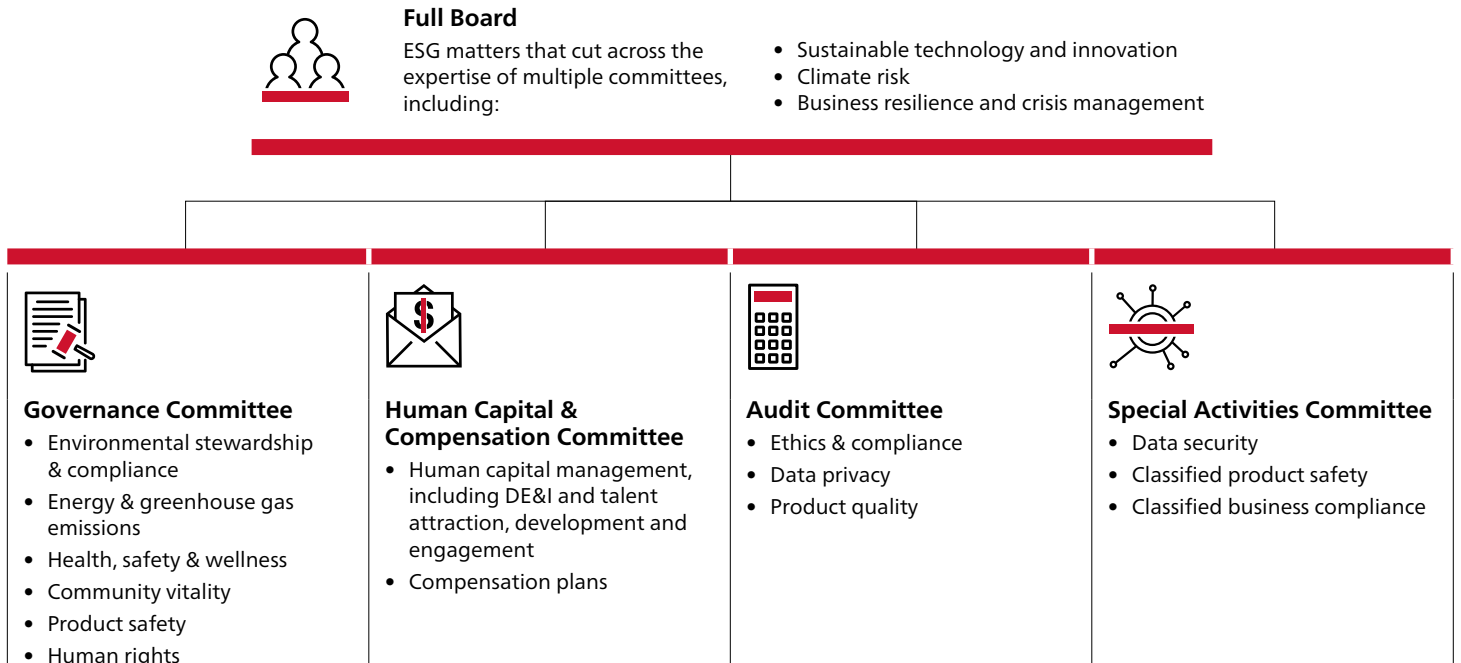 Full Board
ESG matters that cut across the
expertise of multiple committees,
including:
• Sustainable technology and innovation
• Climate risk
• Business resilience and crisis management
Governance Committee
• Environmental stewardship
& compliance
• Energy & greenhouse gas
emissions
• Health, safety & wellness
• Community vitality
• Product safety
• Human rights
$
Human Capital &
Compensation Committee
• Human capital management,
including DE&I and talent
attraction, development and
engagement
• Compensation plans
Audit Committee
• Ethics & compliance
• Data privacy
• Product quality
Special Activities Committee
• Data security
• Classified product safety
• Classified business compliance